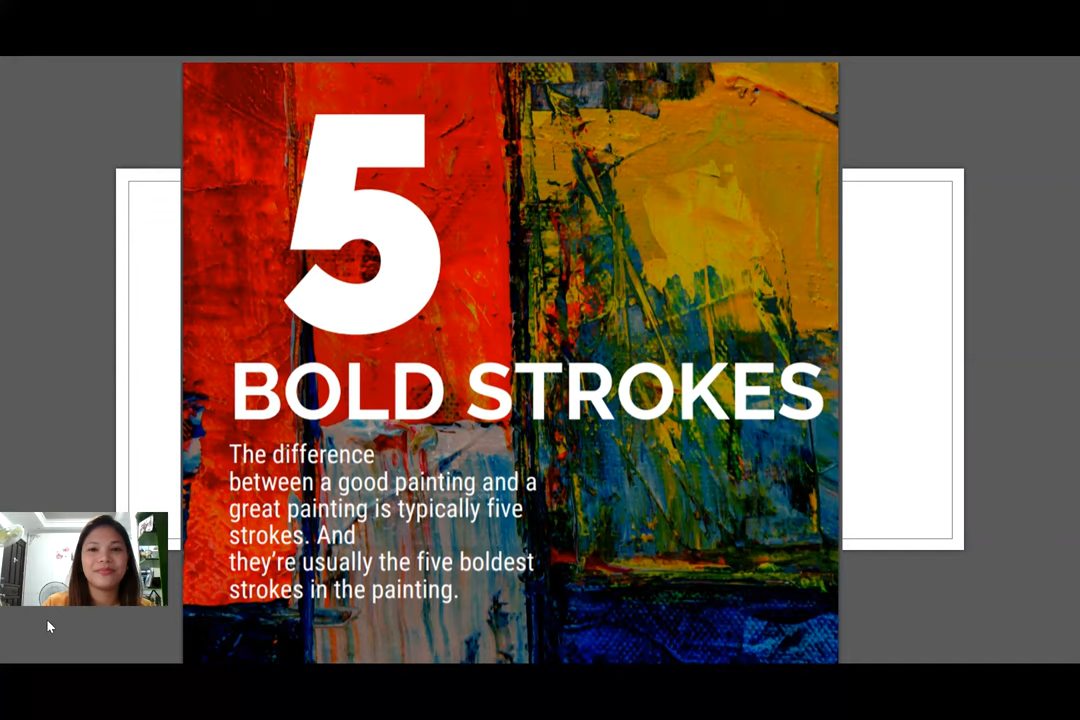 5
BOLD STROKES
The difference
between a good painting and a
great painting is typically five
strokes. And
they’re usually the five boldest
strokes in the painting.